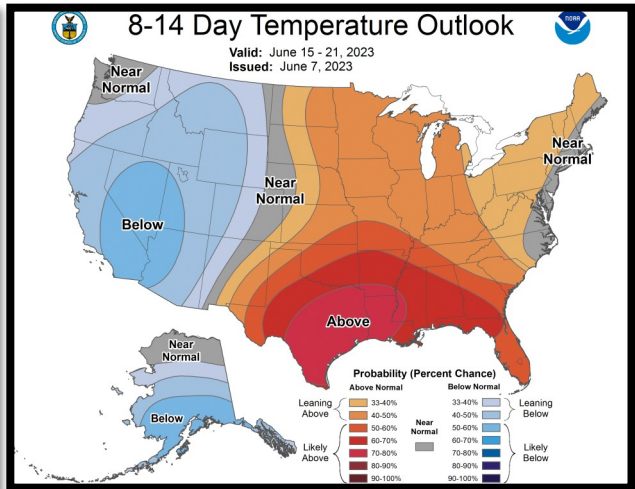 8-14 Day Temperature Outlook
Valid: June 15 - 21, 2023
Issued: June 7, 2023
NOAA
Near
Normal
Near
Normal
Near
Normal
Below
Above
Near
Normal
Below
Probability (Percent Chance)
Above Normal
Below Normal
Leaning
Above
33-40%
40-50%
Likely
Above
50-60%
60-70%
70-80%
80-90%
90-100%
Near
Normal
33-40%
40-50%
Leaning
Below
50-60%
60-70%
70-80%
80-90%
90-100%
Likely
Below